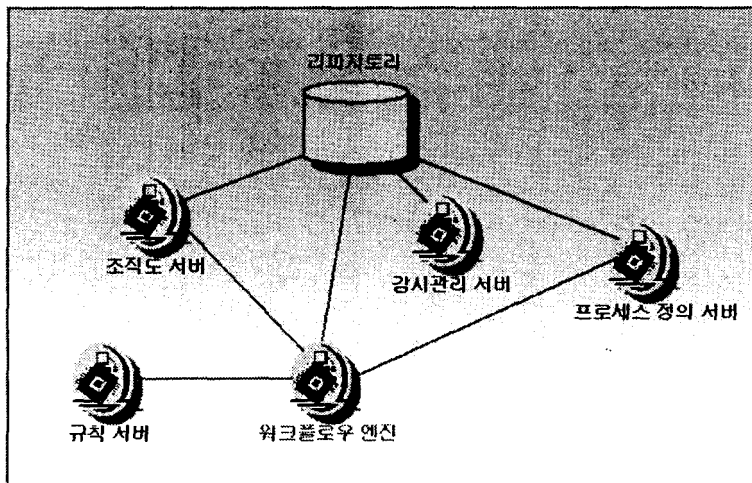 리파지토리
조직도 서버
감시관리 서버
프로세스 정의 서버
규칙 서버
워크플로우 엔진